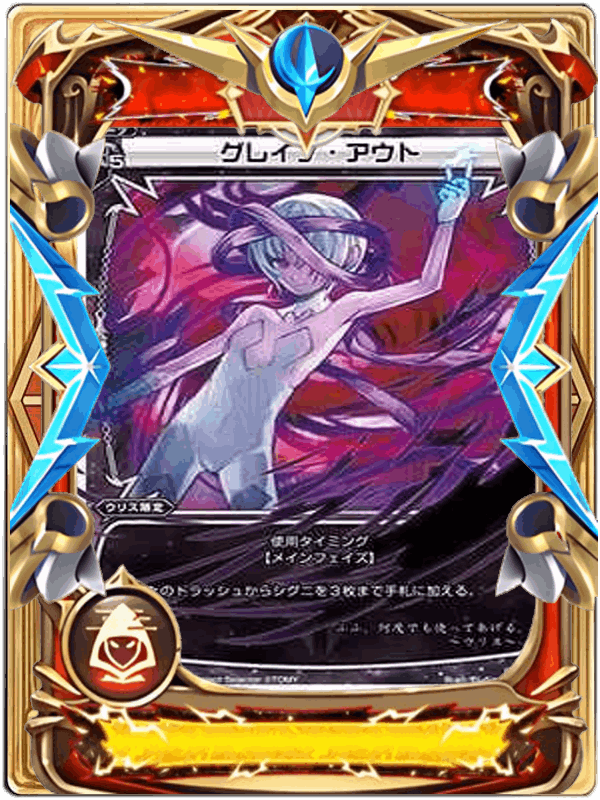 5
グレイブ・アウト
ウリス限定
使用タイミング
【メインフェイズ】
のトラッシュからシグニを3枚まで手札に加える。
ふふ、何度でも使ってあげる。
～ウリス～
Selector ©TOMY